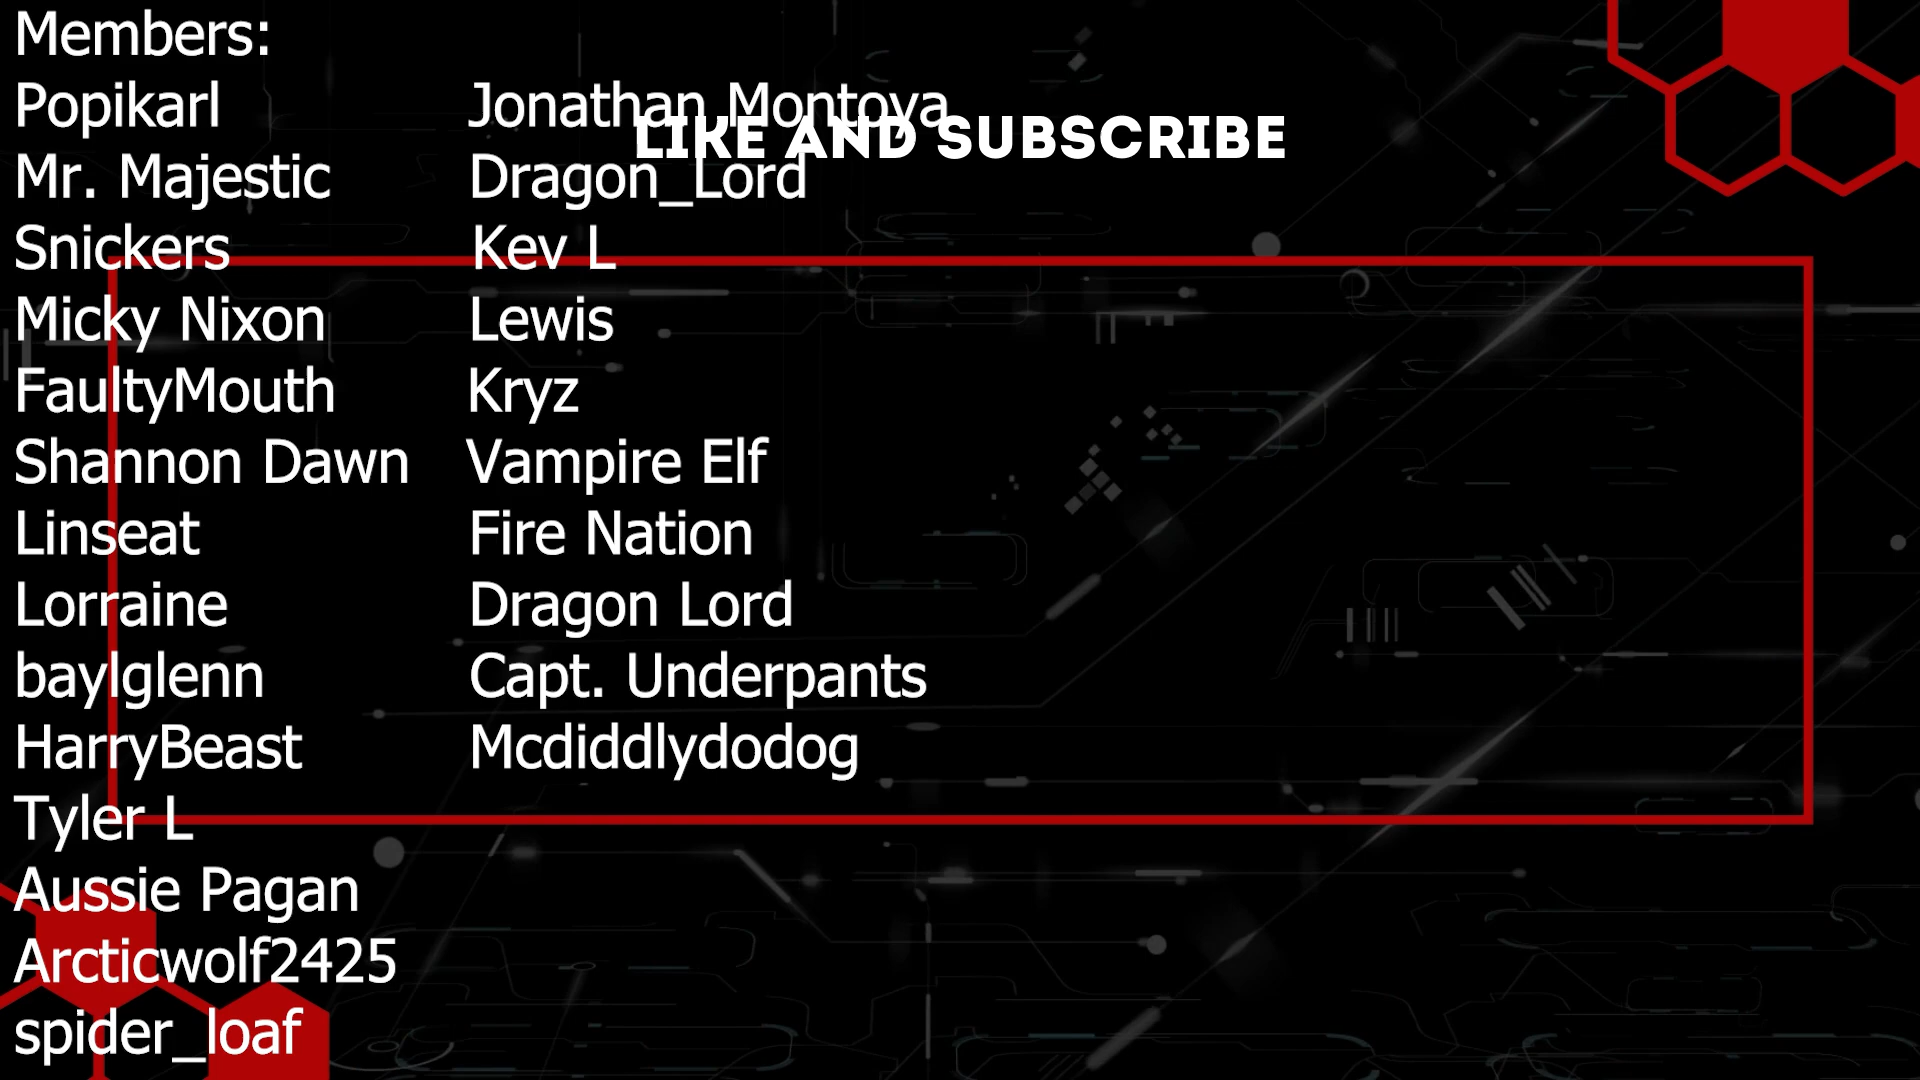 Members:
Popikarl
Mr. Majestic
Snickers
Micky Nixon
FaultyMouth
Shannon Dawn
Linseat
Lorraine
baylglenn
HarryBeast
Tyler L
Aussie Pagan
Arcticwolf2425
spider_loaf
Jonathan Montoya
Dragon_Lord
Kev L
Lewis
Kryz
Vampire Elf
Fire Nation
Dragon Lord
Capt. Underpants
Mcdiddlydodog
LIKE AND SUBSCRIBE